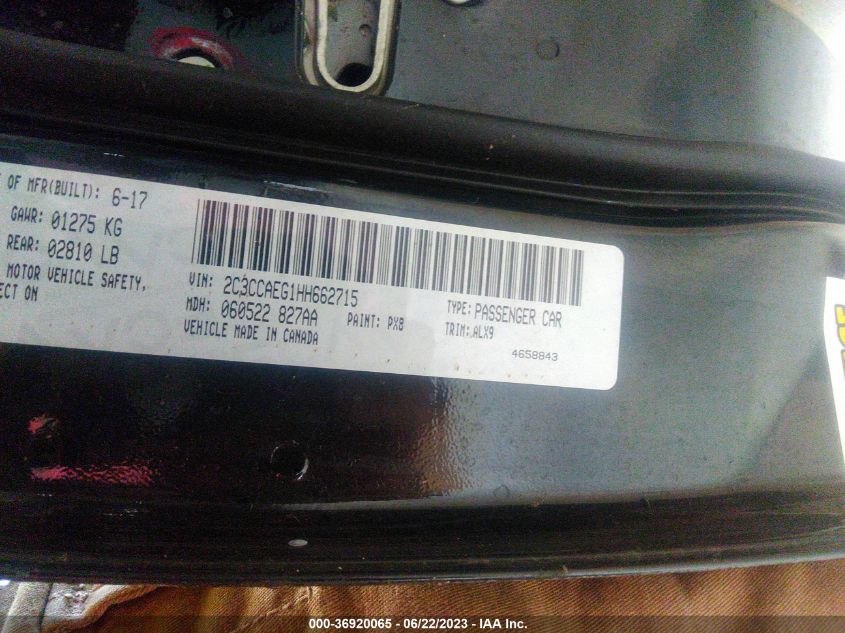 OF MFR(BUILT): 6-17
GAWR: 01275 KG
REAR: 02810 LB
MOTOR VEHICLE SAFETY,
ECT ON
VIN: 2C3CCAEG1HH662715
MDH: 060522 827AA
PAINT: PX8
VEHICLE MADE IN CANADA
TYPE: PASSENGER CAR
TRIM: ALX9
4658843
000-36920065 - 06/22/2023 - IAA Inc.